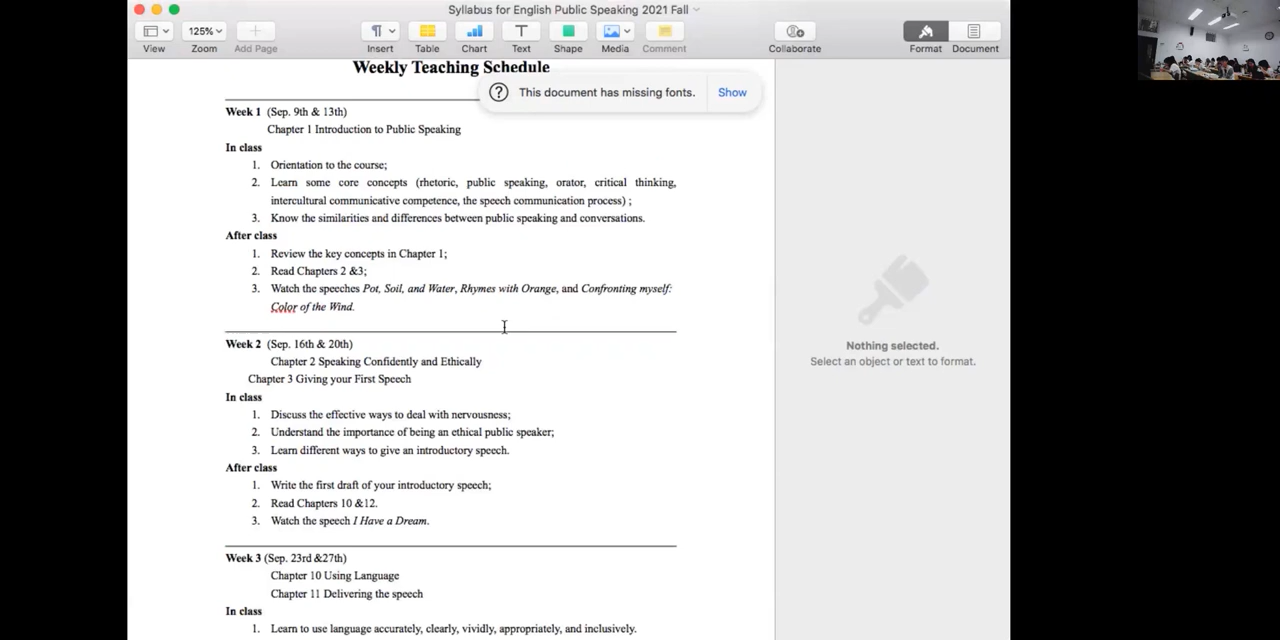 Syllabus for English Public Speaking 2021 Fall
125%
View
Zoom
Add Page
Insert
Table
Chart
Text
Shape
Media
Comment
Collaborate
Format
Document
Weekly Teaching Schedule
This document has missing fonts.
Show
Week 1 (Sep. 9th & 13th)
Chapter 1 Introduction to Public Speaking
In class
1. Orientation to the course;
2. Learn some core concepts (rhetoric, public speaking, orator, critical thinking,
intercultural communicative competence, the speech communication process) ;
3. Know the similarities and differences between public speaking and conversations.
After class
1. Review the key concepts in Chapter 1;
2. Read Chapters 2 &3;
3. Watch the speeches Pot, Soil, and Water, Rhymes with Orange, and Confronting myself:
Color of the Wind.
Week 2 (Sep. 16th & 20th)
Chapter 2 Speaking Confidently and Ethically
Chapter 3 Giving your First Speech
In class
1. Discuss the effective ways to deal with nervousness;
2. Understand the importance of being an ethical public speaker;
3. Learn different ways to give an introductory speech.
After class
1. Write the first draft of your introductory speech;
2. Read Chapters 10 &12.
3. Watch the speech I Have a Dream.
Week 3 (Sep. 23rd &27th)
Chapter 10 Using Language
Chapter 11 Delivering the speech
In class
1. Learn to use language accurately, clearly, vividly, appropriately, and inclusively.
Nothing selected.
Select an object or text to format.